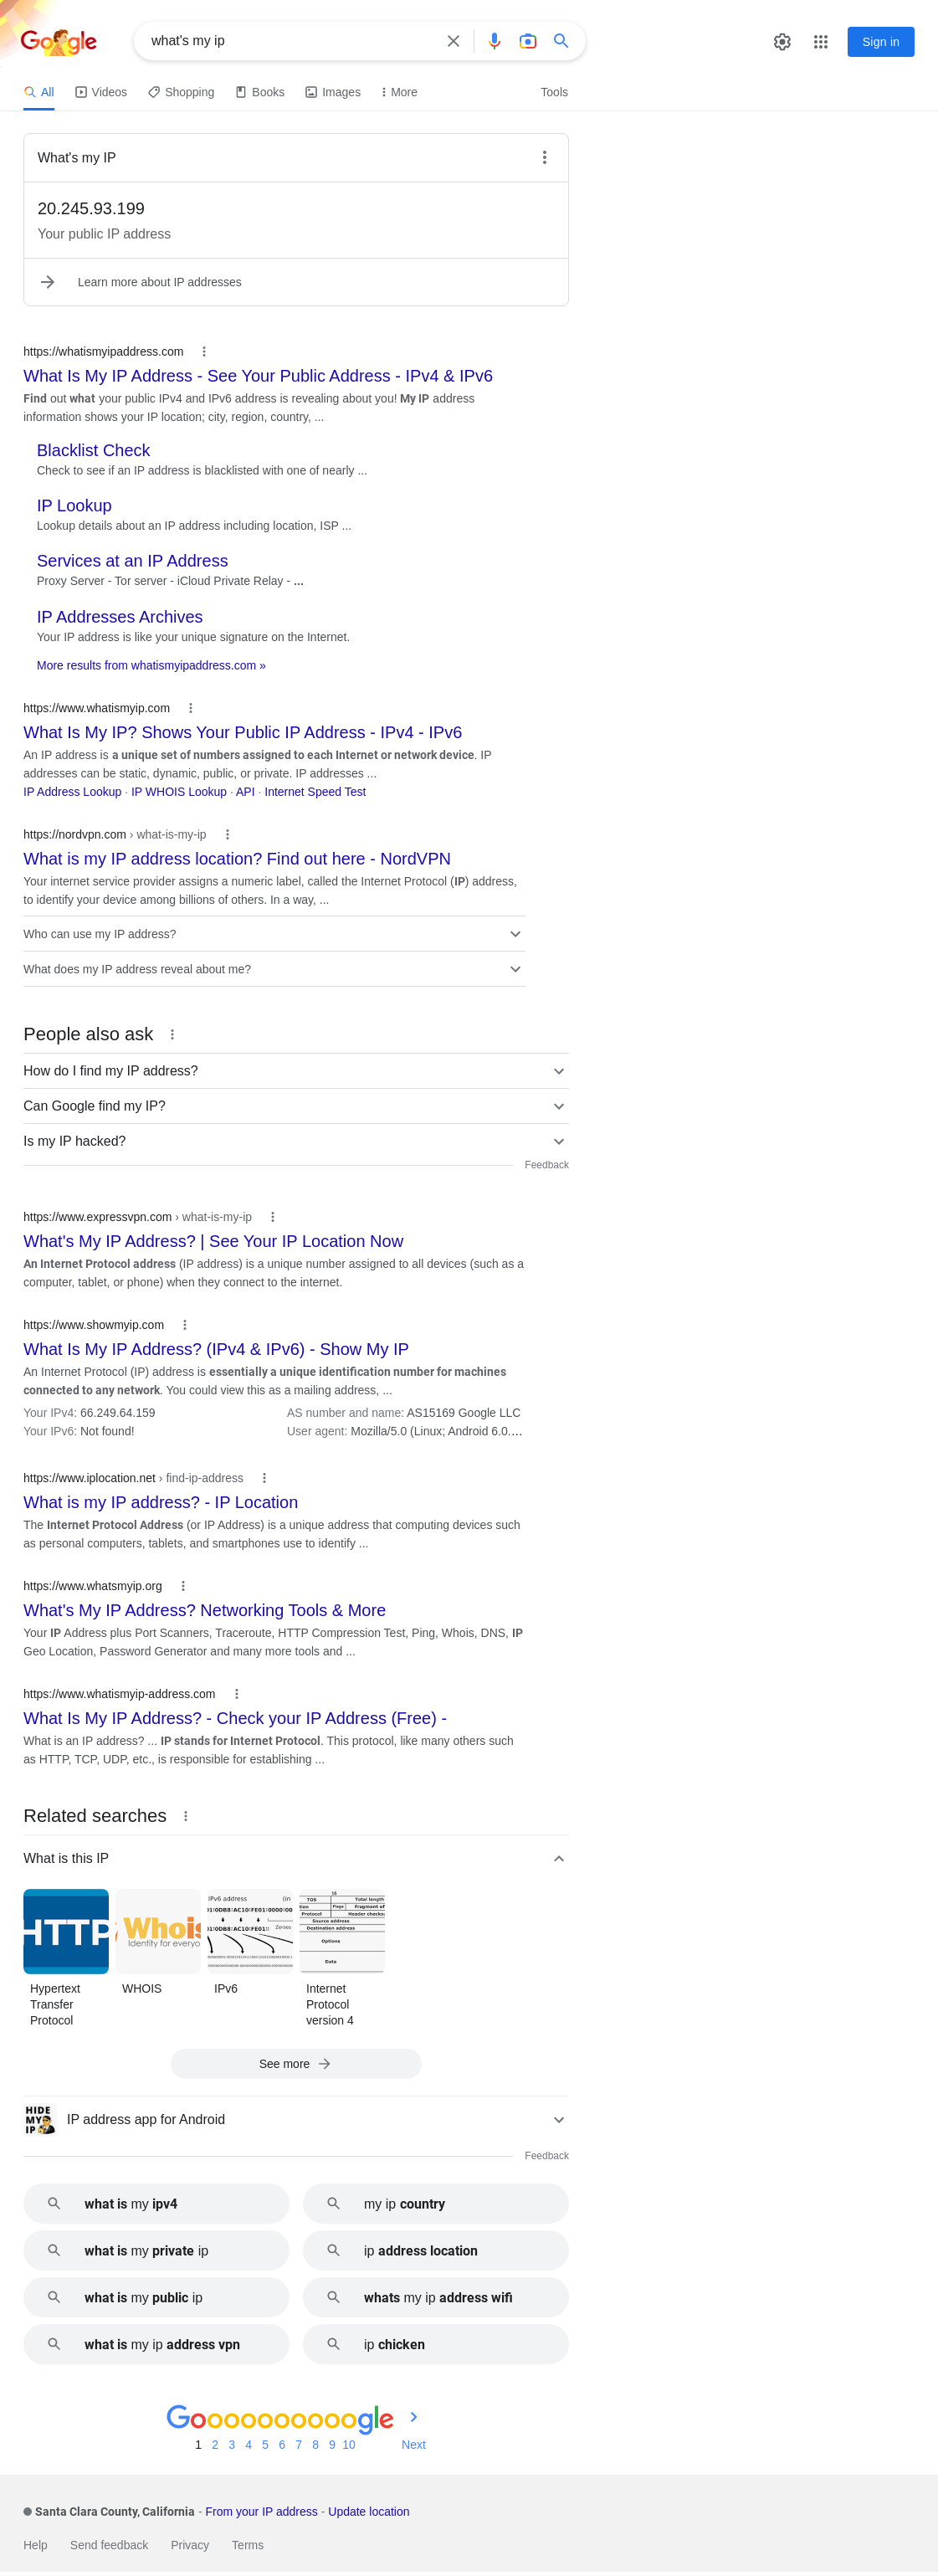 Google
what's my ip
Sign in
All
Videos
Shopping
Books
Images
More
Tools
What's my IP
20.245.93.199
Your public IP address
Learn more about IP addresses
https://whatismyipaddress.com
What Is My IP Address - See Your Public Address - IPv4 & IPv6
Find out what your public IPv4 and IPv6 address is revealing about you! My IP address
information shows your IP location; city, region, country, ...
Blacklist Check
Check to see if an IP address is blacklisted with one of nearly ...
IP Lookup
Lookup details about an IP address including location, ISP ...
Services at an IP Address
Proxy Server - Tor server - iCloud Private Relay - ...
IP Addresses Archives
Your IP address is like your unique signature on the Internet.
More results from whatismyipaddress.com »
https://www.whatismyip.com
What Is My IP? Shows Your Public IP Address - IPv4 - IPv6
An IP address is a unique set of numbers assigned to each Internet or network device. IP
addresses can be static, dynamic, public, or private. IP addresses ...
IP Address Lookup · IP WHOIS Lookup · API · Internet Speed Test
https://nordvpn.com › what-is-my-ip
What is my IP address location? Find out here - NordVPN
Your internet service provider assigns a numeric label, called the Internet Protocol (IP) address,
to identify your device among billions of others. In a way, ...
Who can use my IP address?
What does my IP address reveal about me?
People also ask
How do I find my IP address?
Can Google find my IP?
Is my IP hacked?
Feedback
https://www.expressvpn.com › what-is-my-ip
What's My IP Address? | See Your IP Location Now
An Internet Protocol address (IP address) is a unique number assigned to all devices (such as a
computer, tablet, or phone) when they connect to the internet.
https://www.showmyip.com
What Is My IP Address? (IPv4 & IPv6) - Show My IP
An Internet Protocol (IP) address is essentially a unique identification number for machines
connected to any network. You could view this as a mailing address, ...
Your IPv4: 66.249.64.159
AS number and name: AS15169 Google LLC
Your IPv6: Not found!
User agent: Mozilla/5.0 (Linux; Android 6.0....
https://www.iplocation.net › find-ip-address
What is my IP address? - IP Location
The Internet Protocol Address (or IP Address) is a unique address that computing devices such
as personal computers, tablets, and smartphones use to identify ...
https://www.whatsmyip.org
What's My IP Address? Networking Tools & More
Your IP Address plus Port Scanners, Traceroute, HTTP Compression Test, Ping, Whois, DNS, IP
Geo Location, Password Generator and many more tools and ...
https://www.whatismyip-address.com
What Is My IP Address? - Check your IP Address (Free) -
What is an IP address? ... IP stands for Internet Protocol. This protocol, like many others such
as HTTP, TCP, UDP, etc., is responsible for establishing ...
Related searches
What is this IP
HTTP
Whois
Identity for everyo
IPv6 address
(in
Zeroes
16
TOS
Total length
Flags
Fragment of
Protocol
Header checks
Source address
Destination address
Options
Data
Hypertext
Transfer
Protocol
WHOIS
IPv6
Internet
Protocol
version 4
See more
HIDE
MY
IP
IP address app for Android
Feedback
what is my ipv4
my ip country
what is my private ip
ip address location
what is my public ip
whats my ip address wifi
what is my ip address vpn
ip chicken
Goooooooooogle
1 2 3 4 5 6 7 8 9 10
Next
Santa Clara County, California - From your IP address - Update location
Help
Send feedback
Privacy
Terms